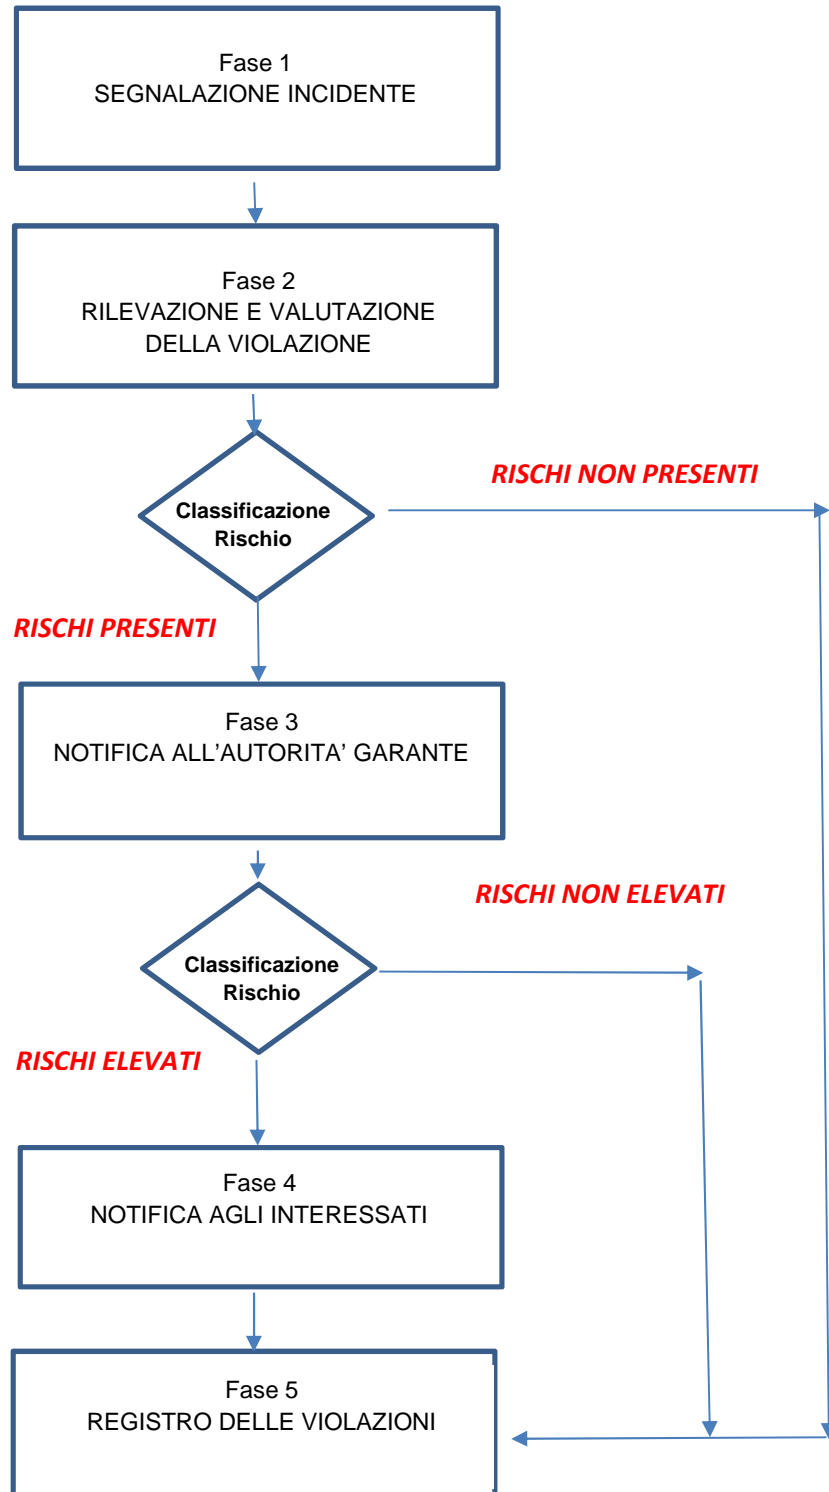 Fase 1
SEGNALAZIONE INCIDENTE
Fase 2
RILEVAZIONE E VALUTAZIONE
DELLA VIOLAZIONE
RISCHI NON PRESENTI
Classificazione
Rischio
RISCHI PRESENTI
Fase 3
NOTIFICA ALL’AUTORITA’ GARANTE
RISCHI NON ELEVATI
Classificazione
Rischio
RISCHI ELEVATI
Fase 4
NOTIFICA AGLI INTERESSATI
Fase 5
REGISTRO DELLE VIOLAZIONI